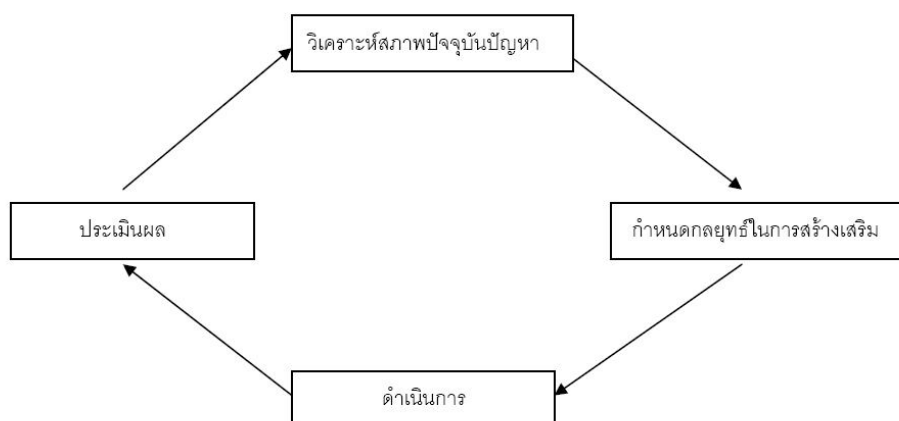 วิเคราะห์สภาพปัจจุบันปัญหา
ประเมินผล
กำหนดกลยุทธ์ในการสร้างเสริม
ดำเนินการ